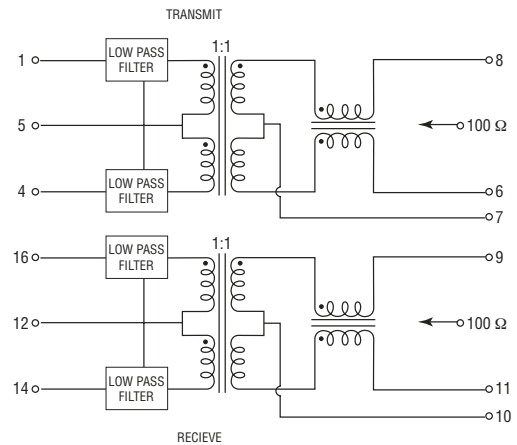 TRANSMIT
1
LOW PASS
FILTER
1:1
8
5
100 Ω
4
LOW PASS
FILTER
6
7
16
LOW PASS
FILTER
1:1
9
12
100 Ω
14
LOW PASS
FILTER
11
10
RECIEVE